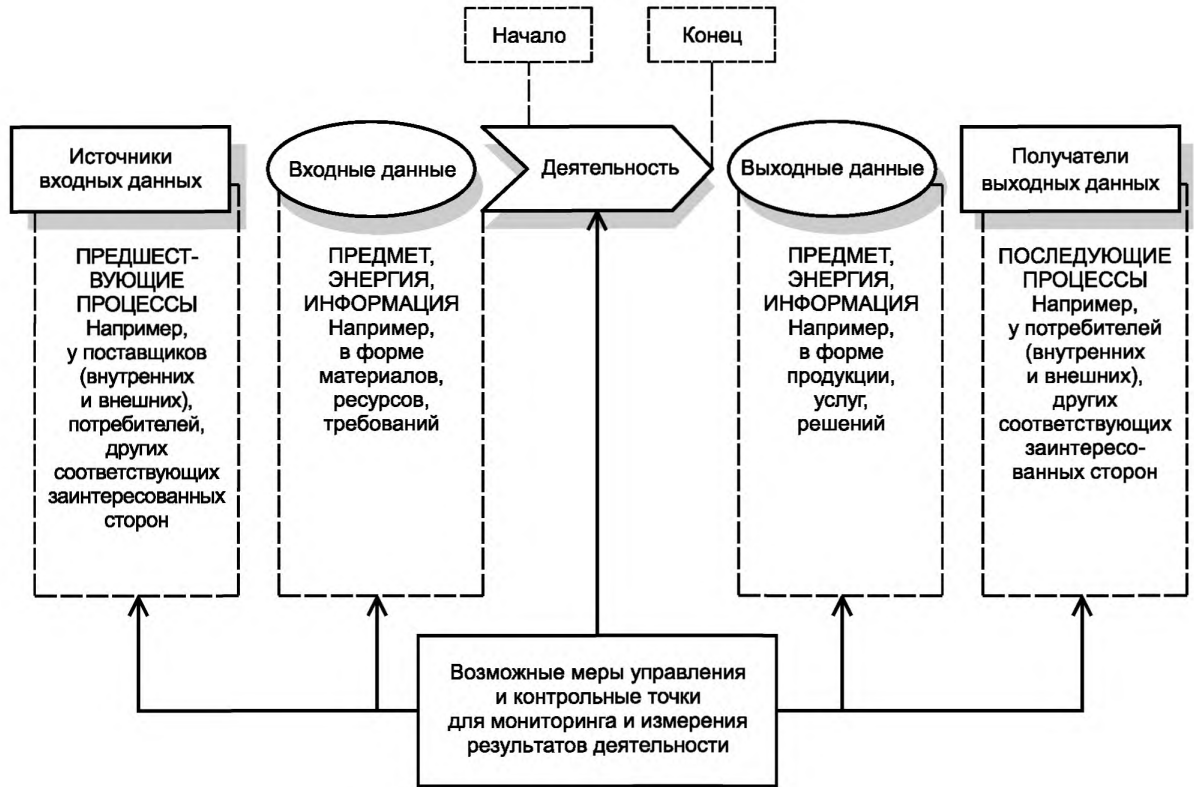 Начало
Конец
Источники
входных данных
Входные данные
Деятельность
Выходные данные
Получатели
выходных данных
ПРЕДШЕСТ-
ВУЮЩИЕ
ПРОЦЕССЫ
Например,
у поставщиков
(внутренних
и внешних),
потребителей,
других
соответствующих
заинтересованных
сторон
ПРЕДМЕТ,
ЭНЕРГИЯ,
ИНФОРМАЦИЯ
Например,
в форме
материалов,
ресурсов,
требований
ПРЕДМЕТ,
ЭНЕРГИЯ,
ИНФОРМАЦИЯ
Например,
в форме
продукции,
услуг,
решений
ПОСЛЕДУЮЩИЕ
ПРОЦЕССЫ
Например,
у потребителей
(внутренних
и внешних),
других
соответствующих
заинтересо-
ванных сторон
Возможные меры управления
и контрольные точки
для мониторинга и измерения
результатов деятельности